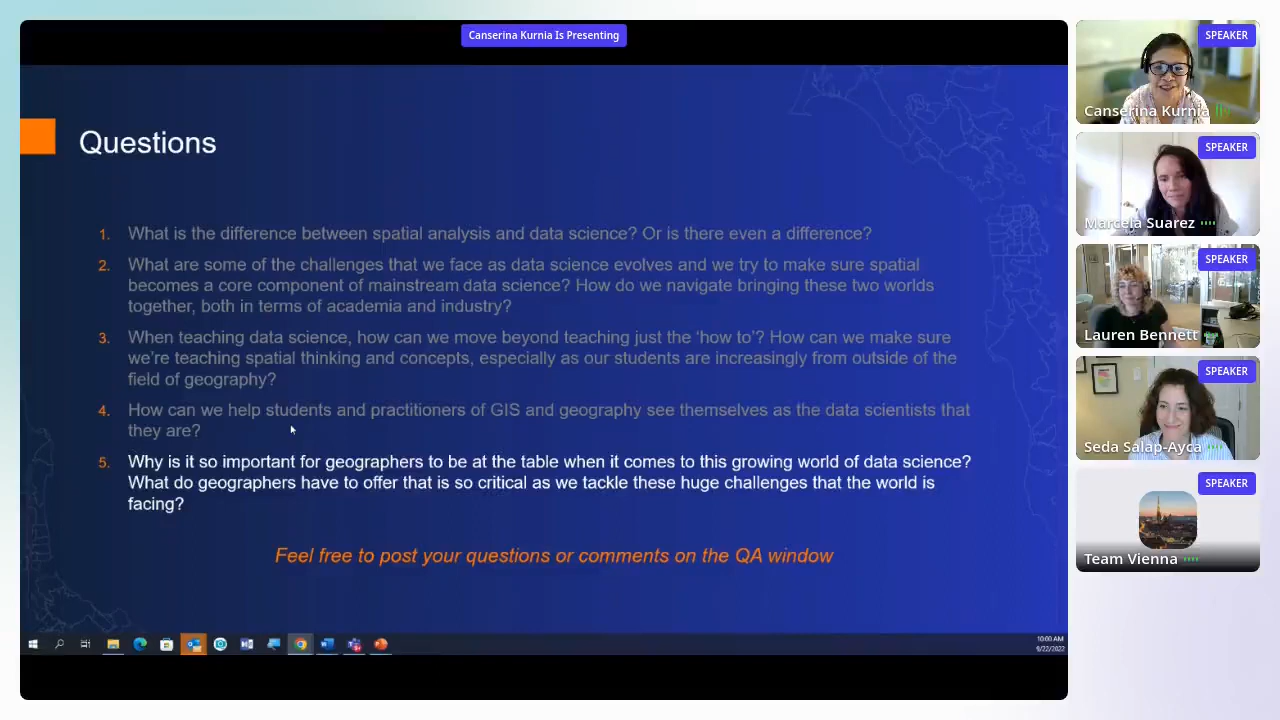 Canserina Kurnia Is Presenting
Questions
1. What is the difference between spatial analysis and data science? Or is there even a difference?
2. What are some of the challenges that we face as data science evolves and we try to make sure spatial
becomes a core component of mainstream data science? How do we navigate bringing these two worlds
together, both in terms of academia and industry?
3. When teaching data science, how can we move beyond teaching just the ‘how to’? How can we make sure
we’re teaching spatial thinking and concepts, especially as our students are increasingly from outside of the
field of geography?
4. How can we help students and practitioners of GIS and geography see themselves as the data scientists that
they are?
5. Why is it so important for geographers to be at the table when it comes to this growing world of data science?
What do geographers have to offer that is so critical as we tackle these huge challenges that the world is
facing?
Feel free to post your questions or comments on the QA window
10:00 AM
6/22/2022
SPEAKER
Canserina Kurnia
SPEAKER
Marcela Suarez
SPEAKER
Lauren Bennett
SPEAKER
Seda Salap-Ayca
SPEAKER
Team Vienna